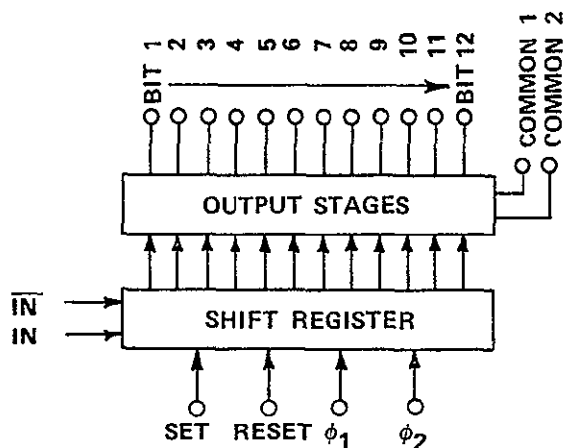 BIT 1
2
3
4
5
6
7
8
9
10
11
BIT 12
COMMON 1
COMMON 2
OUTPUT STAGES
I̅N̅
IN
SHIFT REGISTER
SET RESET ϕ1 ϕ2